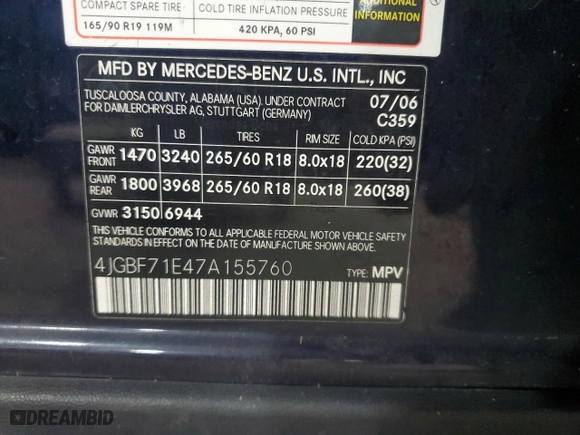 COMPACT SPARE TIRE
COLD TIRE INFLATION PRESSURE
ADDITIONAL
INFORMATION
165/90 R19 119M
420 KPA, 60 PSI
MFD BY MERCEDES-BENZ U.S. INTL., INC
TUSCALOOSA COUNTY, ALABAMA (USA). UNDER CONTRACT
FOR DAIMLERCHRYSLER AG, STUTTGART (GERMANY)
07/06
C359
KG LB TIRES RIM SIZE COLD KPA (PSI)
GAWR FRONT 1470 3240 265/60 R18 8.0x18 220(32)
GAWR REAR 1800 3968 265/60 R18 8.0x18 260(38)
GVWR 3150 6944
THIS VEHICLE CONFORMS TO ALL APPLICABLE FEDERAL MOTOR VEHICLE SAFETY
STANDARDS IN EFFECT ON THE DATE OF MANUFACTURE SHOWN ABOVE.
4JGBF71E47A155760
TYPE: MPV
DREAMBID